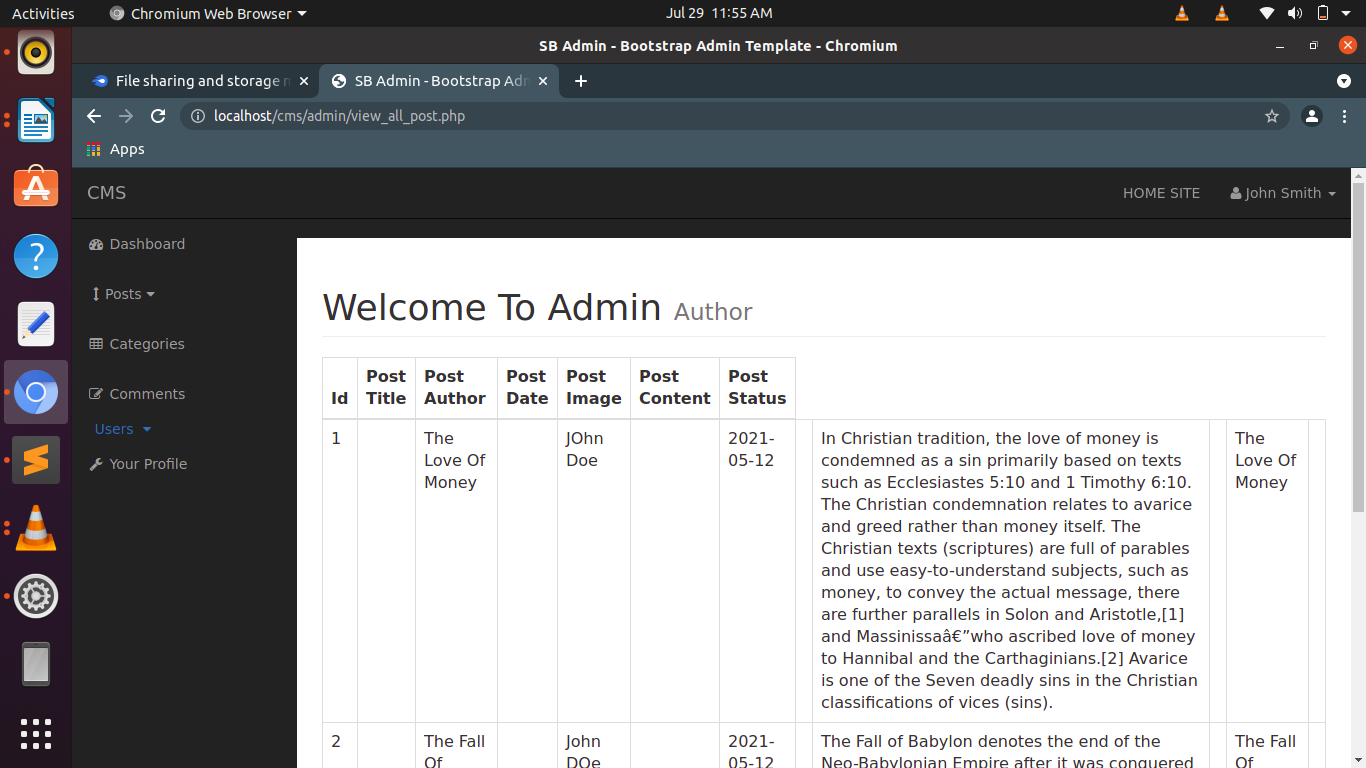 Activities
Chromium Web Browser
Jul 29 11:55 AM
SB Admin - Bootstrap Admin Template - Chromium
File sharing and storage
SB Admin - Bootstrap Adm
localhost/cms/admin/view_all_post.php
Apps
CMS
HOME SITE
John Smith
Dashboard
Posts
Categories
Comments
Users
Your Profile
Welcome To Admin Author
Id
Post
Title
Post
Author
Post
Date
Post
Image
Post
Content
Post
Status
1
The
Love Of
Money
JOhn
Doe
2021-
05-12
In Christian tradition, the love of money is
condemned as a sin primarily based on texts
such as Ecclesiastes 5:10 and 1 Timothy 6:10.
The Christian condemnation relates to avarice
and greed rather than money itself. The
Christian texts (scriptures) are full of parables
and use easy-to-understand subjects, such as
money, to convey the actual message, there
are further parallels in Solon and Aristotle,[1]
and Massinissaâ€”who ascribed love of money
to Hannibal and the Carthaginians.[2] Avarice
is one of the Seven deadly sins in the Christian
classifications of vices (sins).
The
Love Of
Money
2
The Fall
Of
John
DOe
2021-
05-12
The Fall of Babylon denotes the end of the
Neo-Babylonian Empire after it was conquered
The Fall
Of